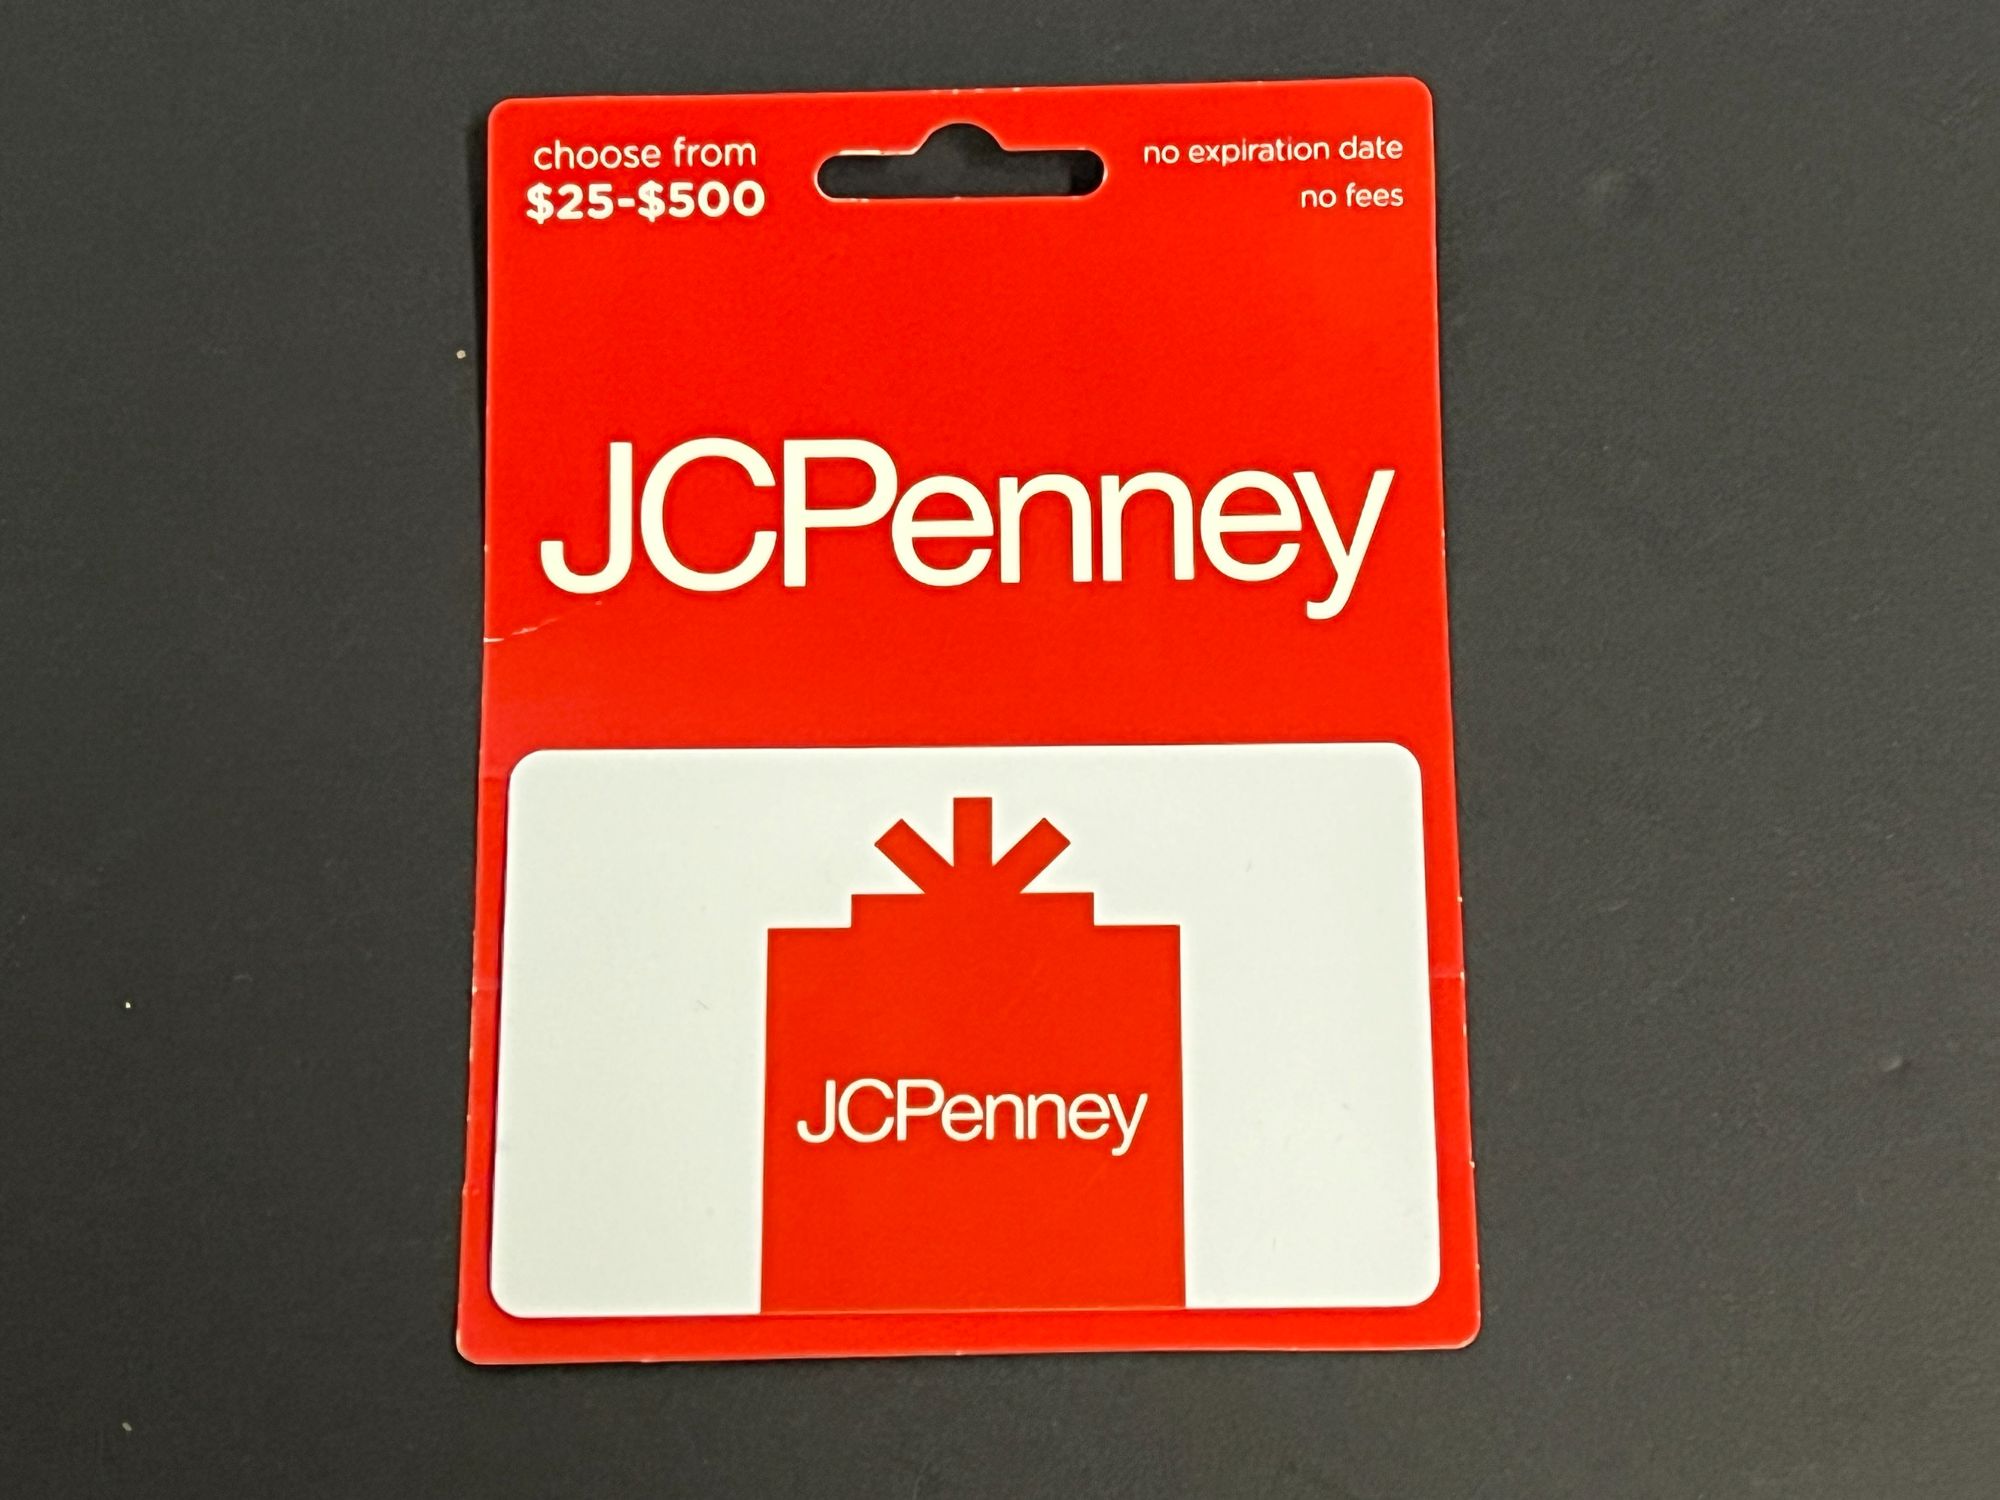 choose from
$25-$500
no expiration date
no fees
JCPenney
JCPenney